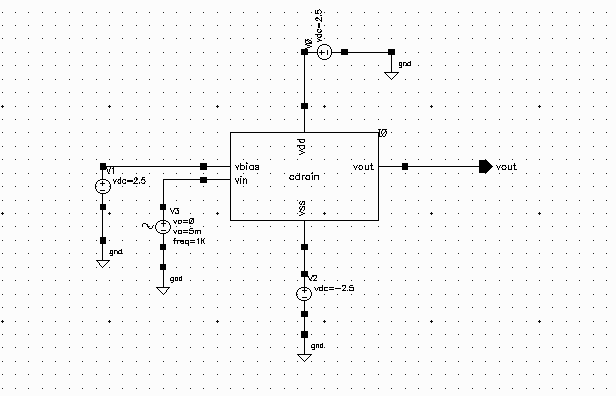 vdc=2.5
V0
gnd
I0
vdd
vbias
vin
cdrain
vout
vout
vss
V1
vdc=2.5
gnd
V3
vo=0
va=5m
freq=1K
gnd
V2
vdc=-2.5
gnd